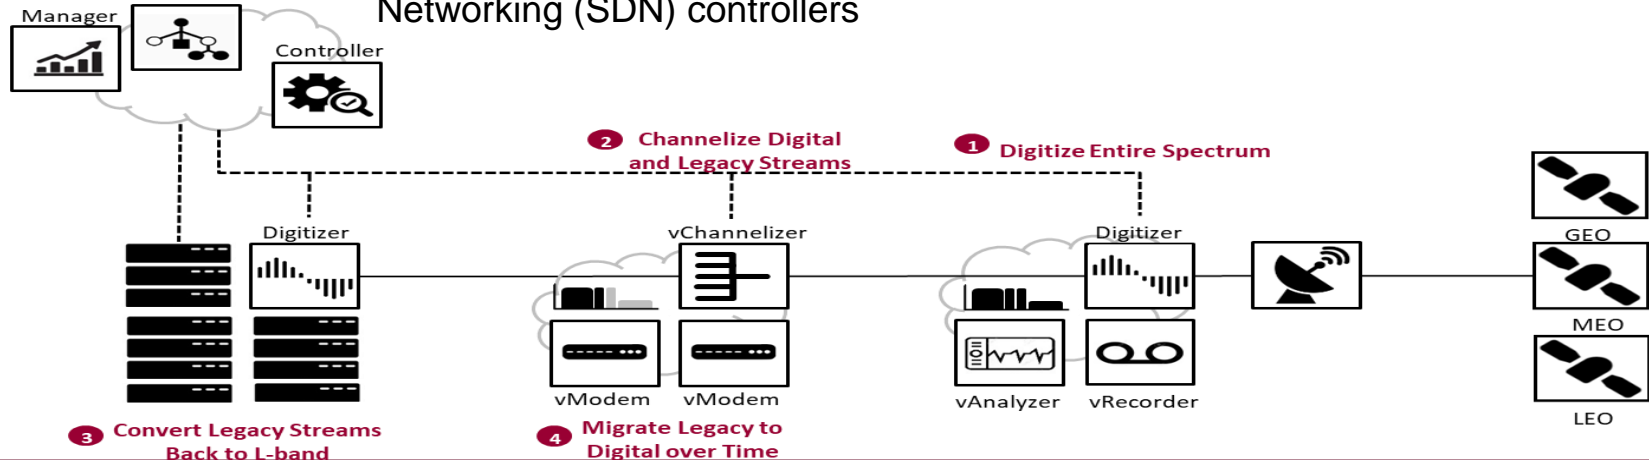 Networking (SDN) controllers
Manager
Controller
2 Channelize Digital
and Legacy Streams
1 Digitize Entire Spectrum
Digitizer
vChannelizer
Digitizer
GEO
MEO
LEO
vModem
vModem
vAnalyzer
vRecorder
3 Convert Legacy Streams
Back to L-band
4 Migrate Legacy to
Digital over Time